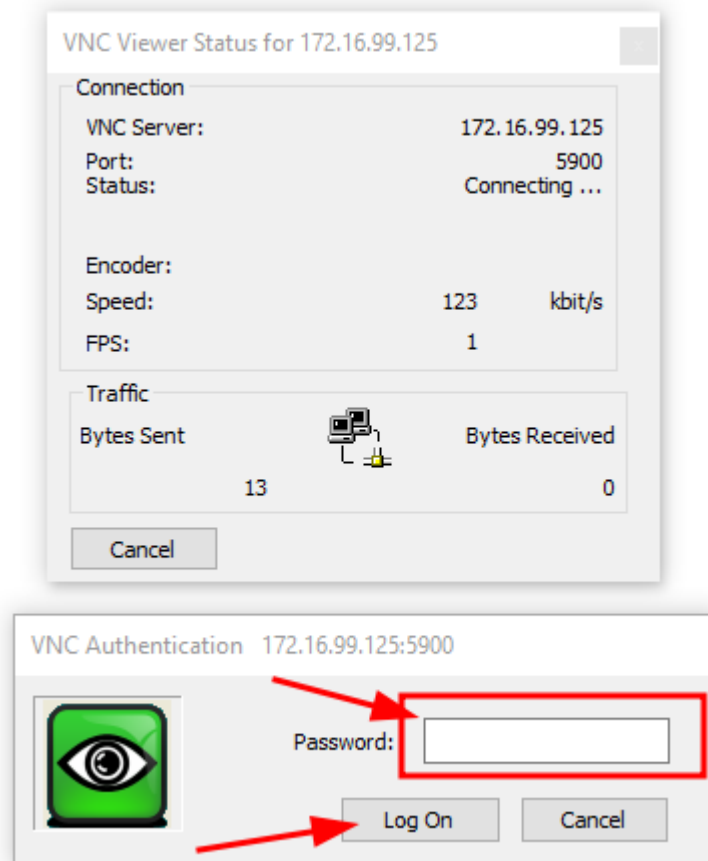 VNC Viewer Status for 172.16.99.125
Connection
VNC Server: 172.16.99.125
Port: 5900
Status: Connecting ...
Encoder:
Speed: 123 kbit/s
FPS: 1
Traffic
Bytes Sent Bytes Received
13 0
Cancel
VNC Authentication 172.16.99.125:5900
Password:
Log On Cancel